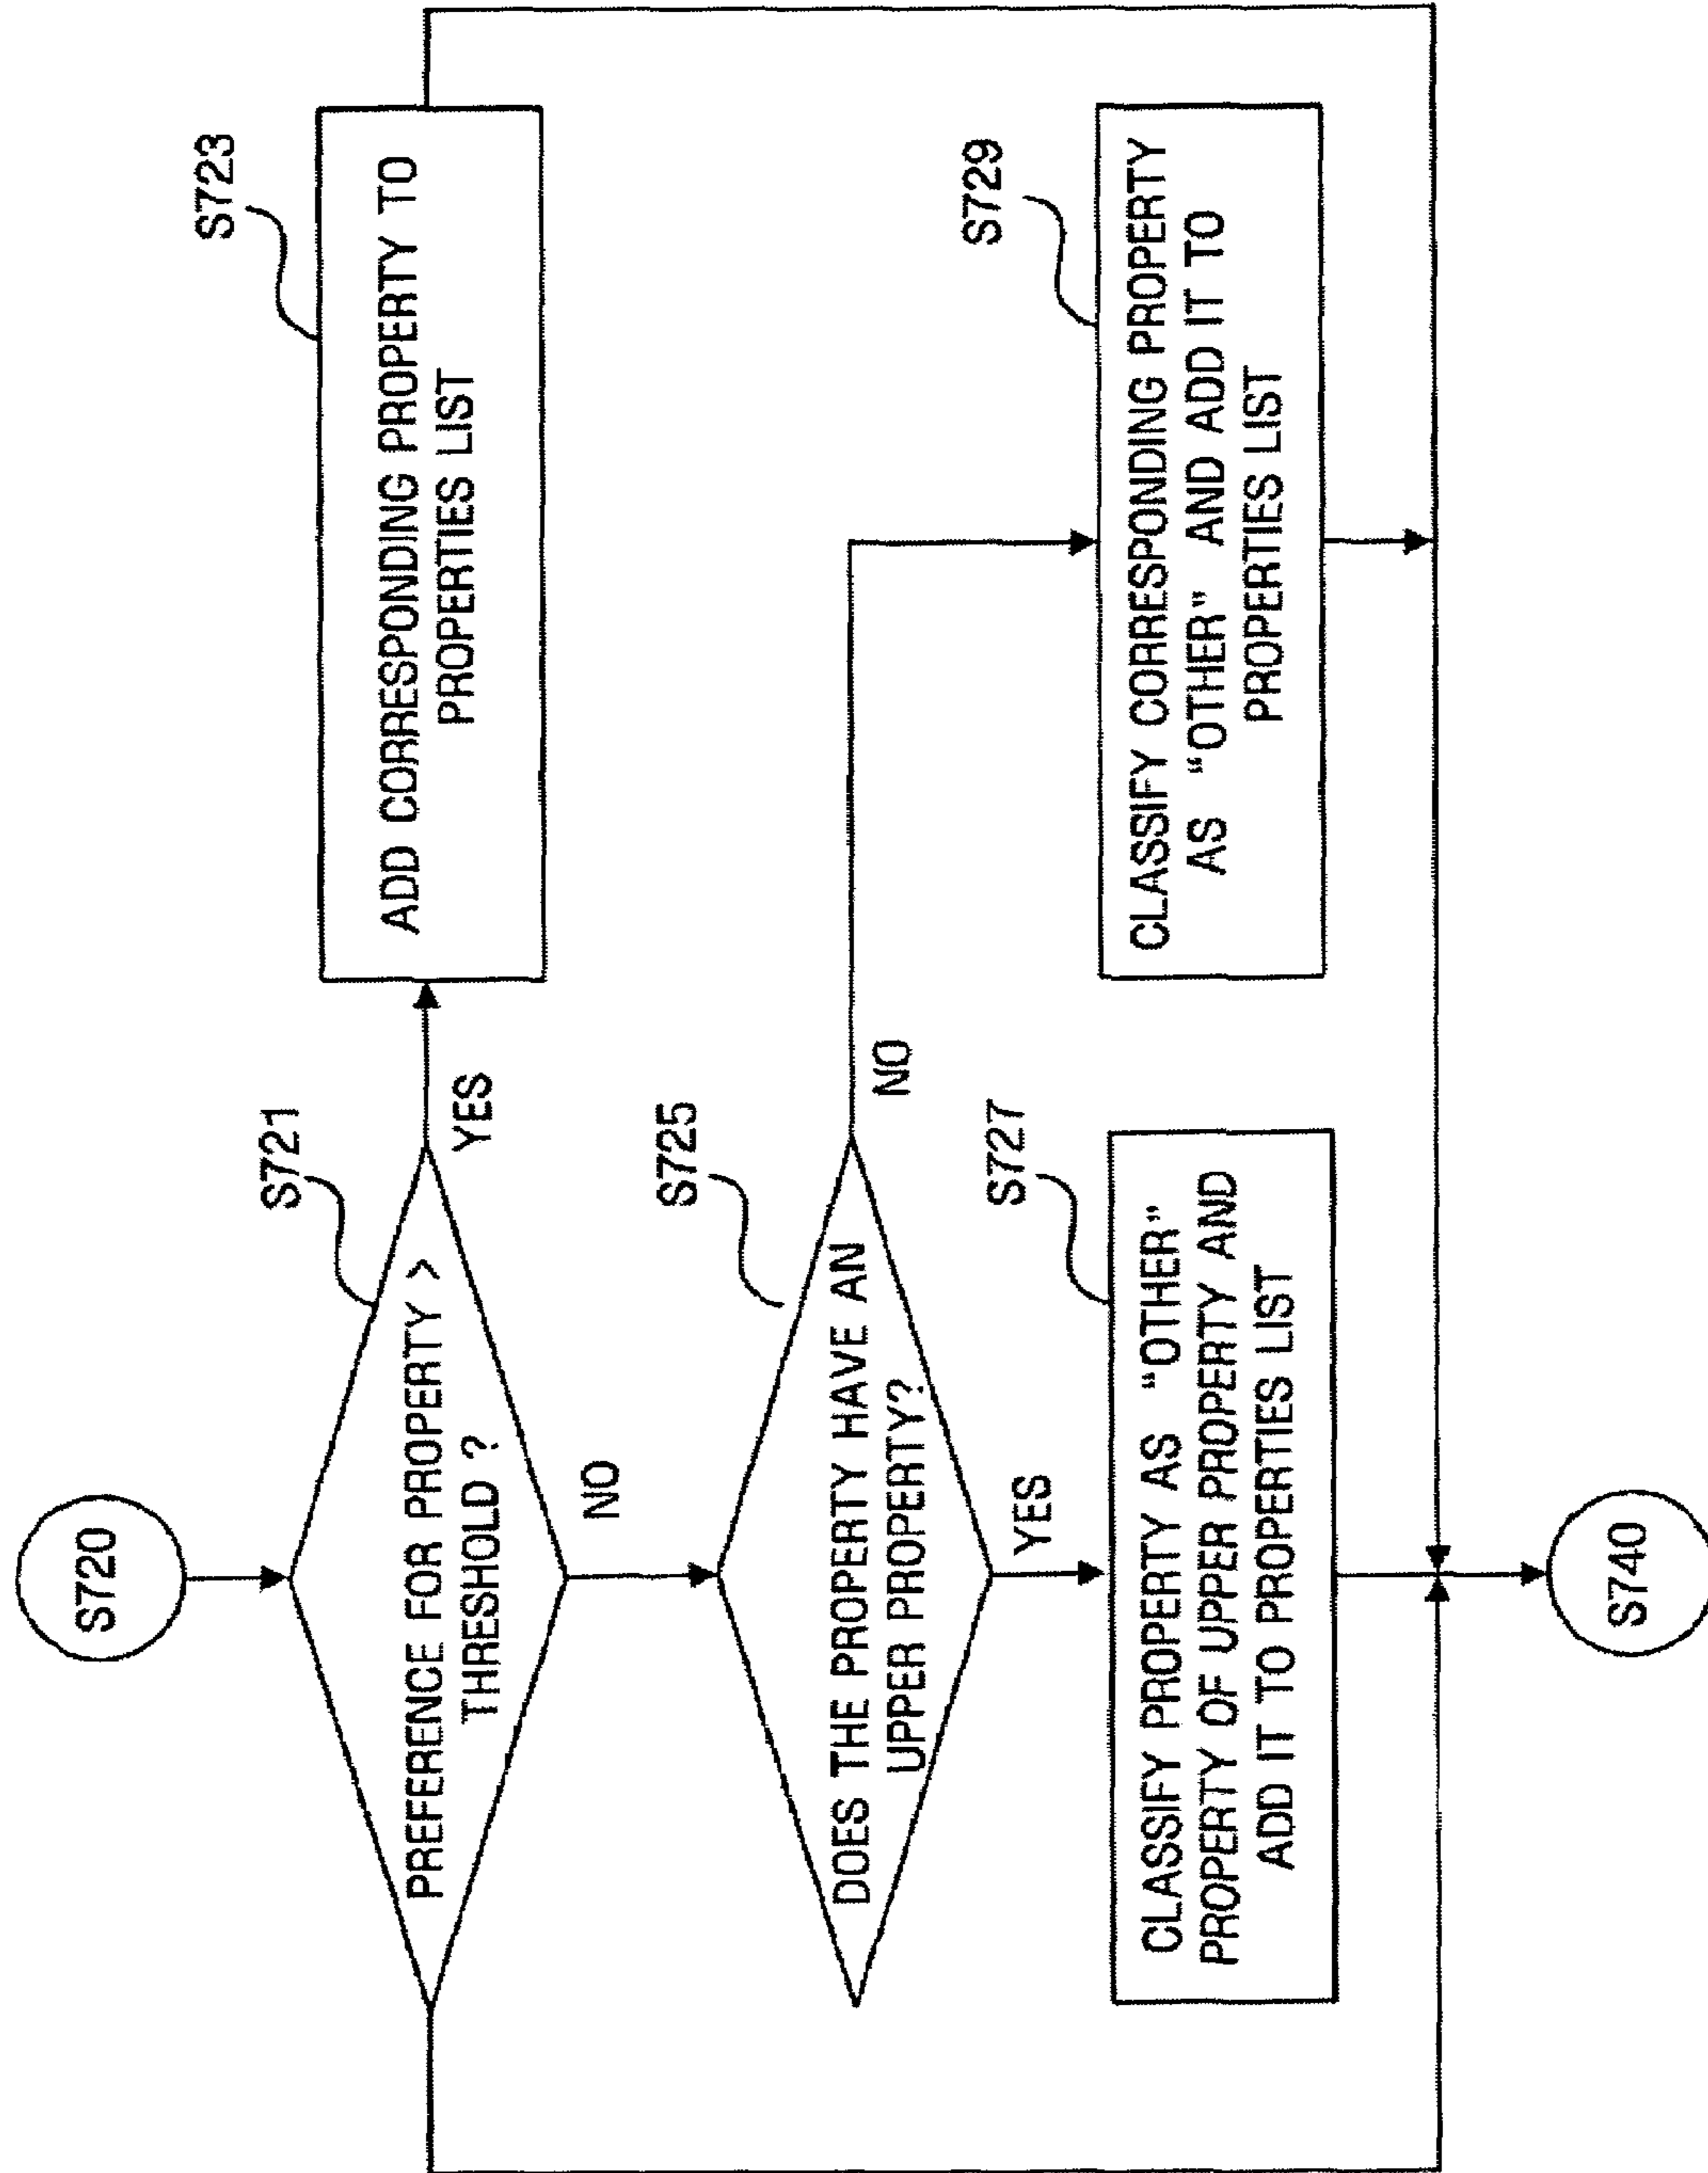 S720
S721
PREFERENCE FOR PROPERTY >
THRESHOLD ?
YES
NO
S723
ADD CORRESPONDING PROPERTY TO
PROPERTIES LIST
S725
DOES THE PROPERTY HAVE AN
UPPER PROPERTY?
NO
YES
S727
CLASSIFY PROPERTY AS "OTHER"
PROPERTY OF UPPER PROPERTY AND
ADD IT TO PROPERTIES LIST
S729
CLASSIFY CORRESPONDING PROPERTY
AS "OTHER" AND ADD IT TO
PROPERTIES LIST
S740